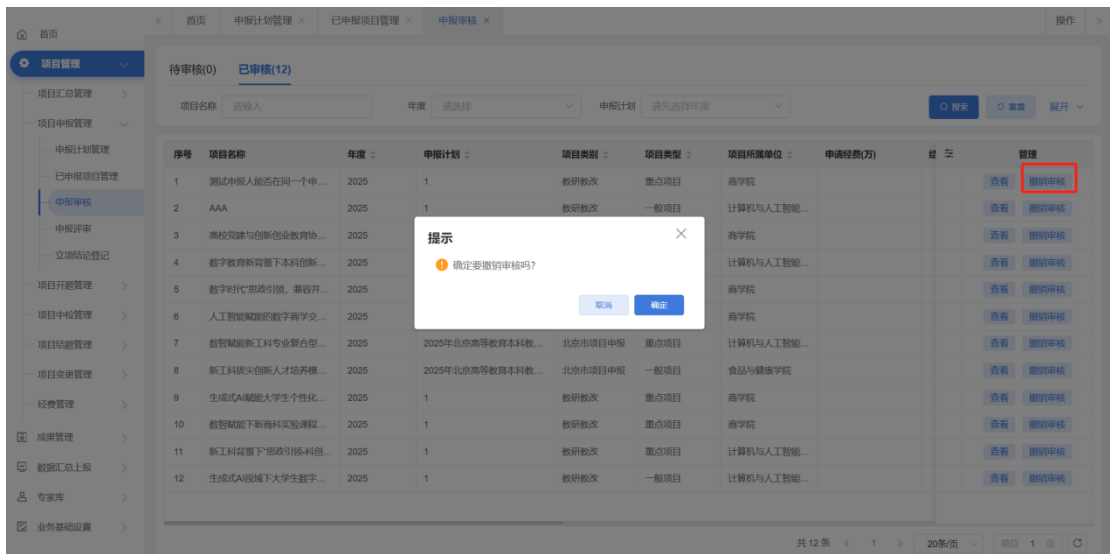 首页 申报计划管理 × 已申报项目管理 × 申报审核 × 操作
首页
项目管理
项目汇总管理
项目申报管理
申报计划管理
已申报项目管理
申报审核
申报评审
立项结论登记
项目开题管理
项目中检管理
项目结题管理
项目变更管理
经费管理
成果管理
数据汇总上报
专家库
业务基础设置
待审核(0) 已审核(12)
项目名称 请输入 年度 请选择 申报计划 请先选择年度 搜索 重置 展开
序号 项目名称 年度 申报计划 项目类别 项目类型 项目所属单位 申请经费(万) 管理
1 测试申报人能否在同一个申... 2025 1 教研教改 重点项目 商学院 查看 撤销审核
2 AAA 2025 1 教研教改 一般项目 计算机与人工智能... 查看 撤销审核
3 高校党建与创新创业教育协... 2025 商学院 查看 撤销审核
4 数字教育新背景下本科创新... 2025 计算机与人工智能... 查看 撤销审核
5 数字时代"思政引领，兼容并... 2025 商学院 查看 撤销审核
6 人工智能赋能的数字商学交... 2025 商学院 查看 撤销审核
7 数智赋能新工科专业复合型... 2025 2025年北京高等教育本科教... 北京市项目申报 重点项目 计算机与人工智能... 查看 撤销审核
8 新工科拔尖创新人才培养模... 2025 2025年北京高等教育本科教... 北京市项目申报 一般项目 食品与健康学院 查看 撤销审核
9 生成式AI赋能大学生个性化... 2025 1 教研教改 重点项目 商学院 查看 撤销审核
10 数智赋能下新商科实验课程... 2025 1 教研教改 重点项目 商学院 查看 撤销审核
11 新工科背景下"思政引领-科创... 2025 1 教研教改 重点项目 计算机与人工智能... 查看 撤销审核
12 生成式AI视域下大学生数字... 2025 1 教研教改 一般项目 计算机与人工智能... 查看 撤销审核
提示
确定要撤销审核吗?
取消 确定
共 12 条 1 20条/页 前往 1 页